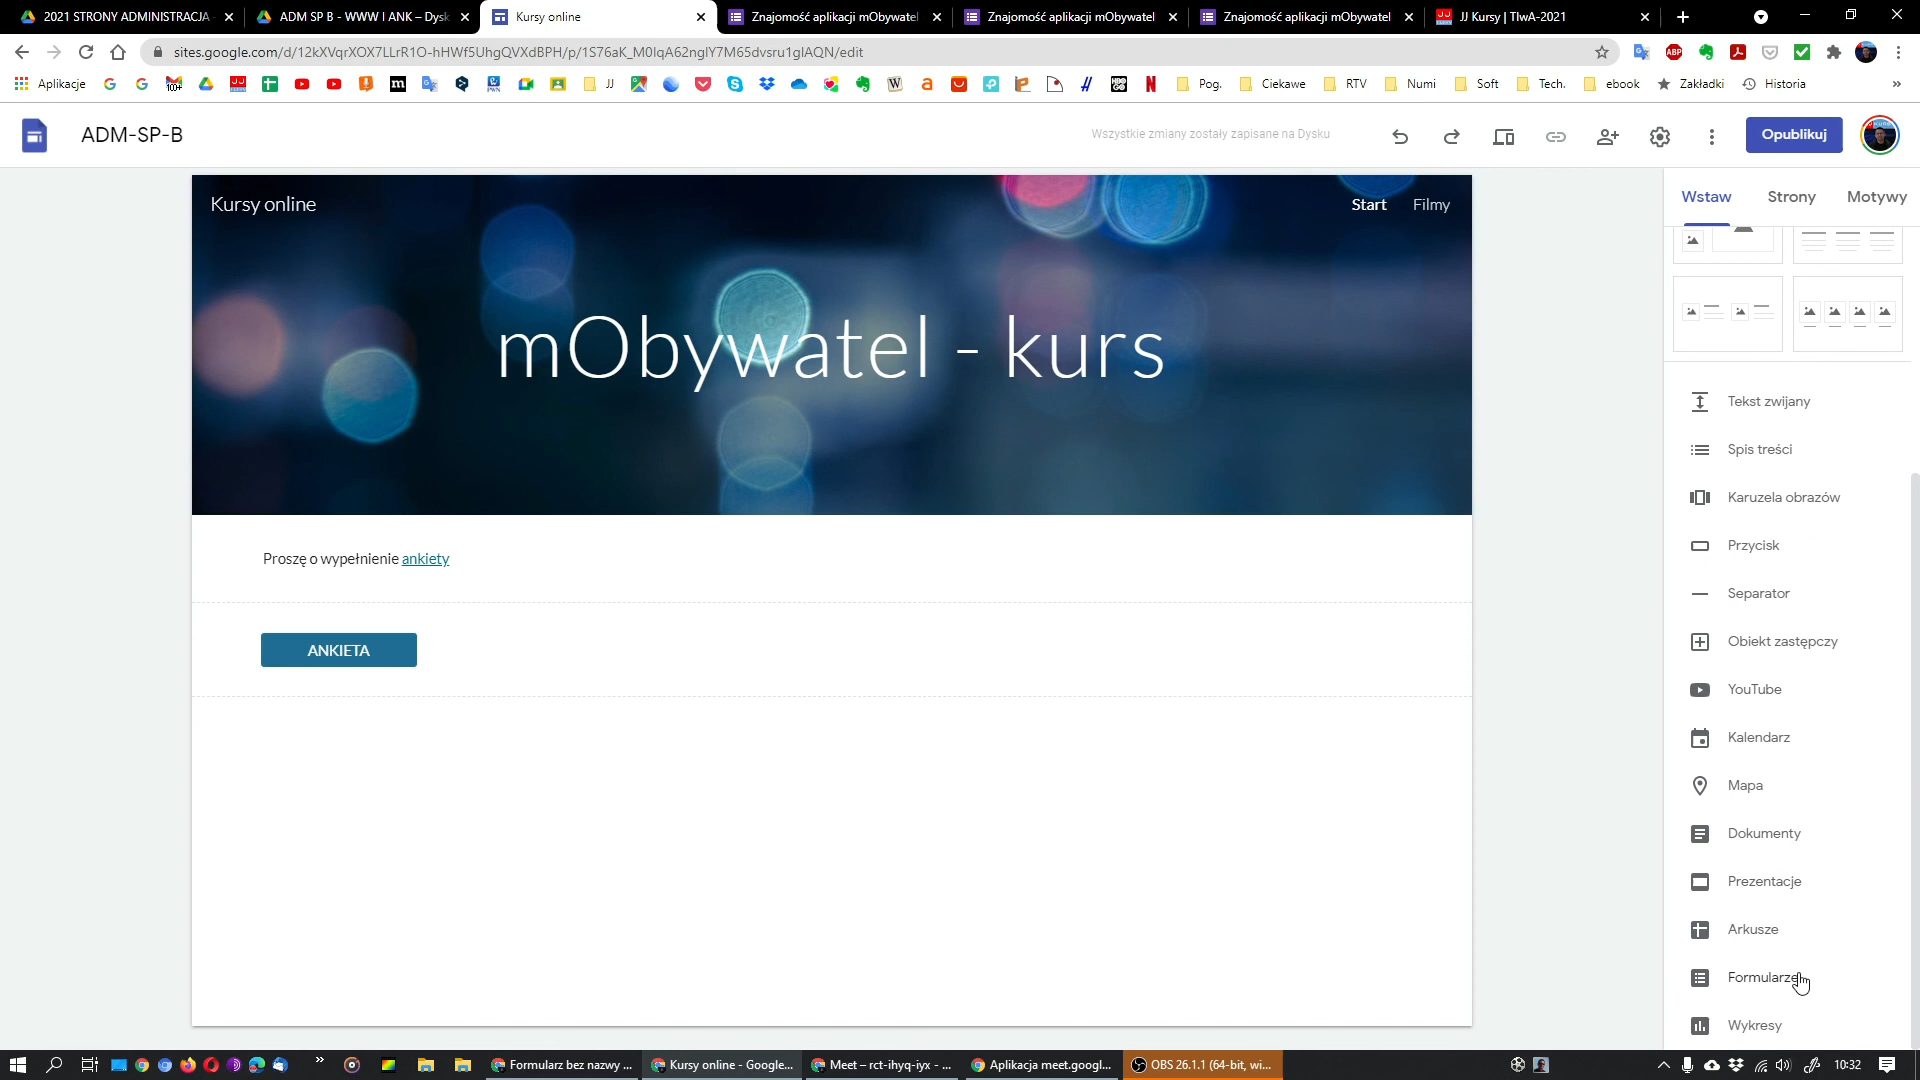 2021 STRONY ADMINISTRACJA
ADM SP B - WWW I ANK – Dysk
Kursy online
Znajomość aplikacji mObywatel
Znajomość aplikacji mObywatel
Znajomość aplikacji mObywatel
JJ Kursy | TIwA-2021
sites.google.com/d/12kXVqrXOX7LLrR1O-hHWf5UhgQVXdBPH/p/1S76aK_M0lqA62nglY7M65dvsru1glAQN/edit
Aplikacje
JJ
Pog.
Ciekawe
RTV
Numi
Soft
Tech.
ebook
Zakładki
Historia
ADM-SP-B
Wszystkie zmiany zostały zapisane na Dysku
Opublikuj
Kursy online
Start
Filmy
mObywatel - kurs
Proszę o wypełnienie ankiety
ANKIETA
Wstaw
Strony
Motywy
Tekst zwijany
Spis treści
Karuzela obrazów
Przycisk
Separator
Obiekt zastępczy
YouTube
Kalendarz
Mapa
Dokumenty
Prezentacje
Arkusze
Formularze
Wykresy
Formularz bez nazwy ...
Kursy online - Google...
Meet – rct-ihyq-iyx - ...
Aplikacja meet.googl...
OBS 26.1.1 (64-bit, wi...
10:32